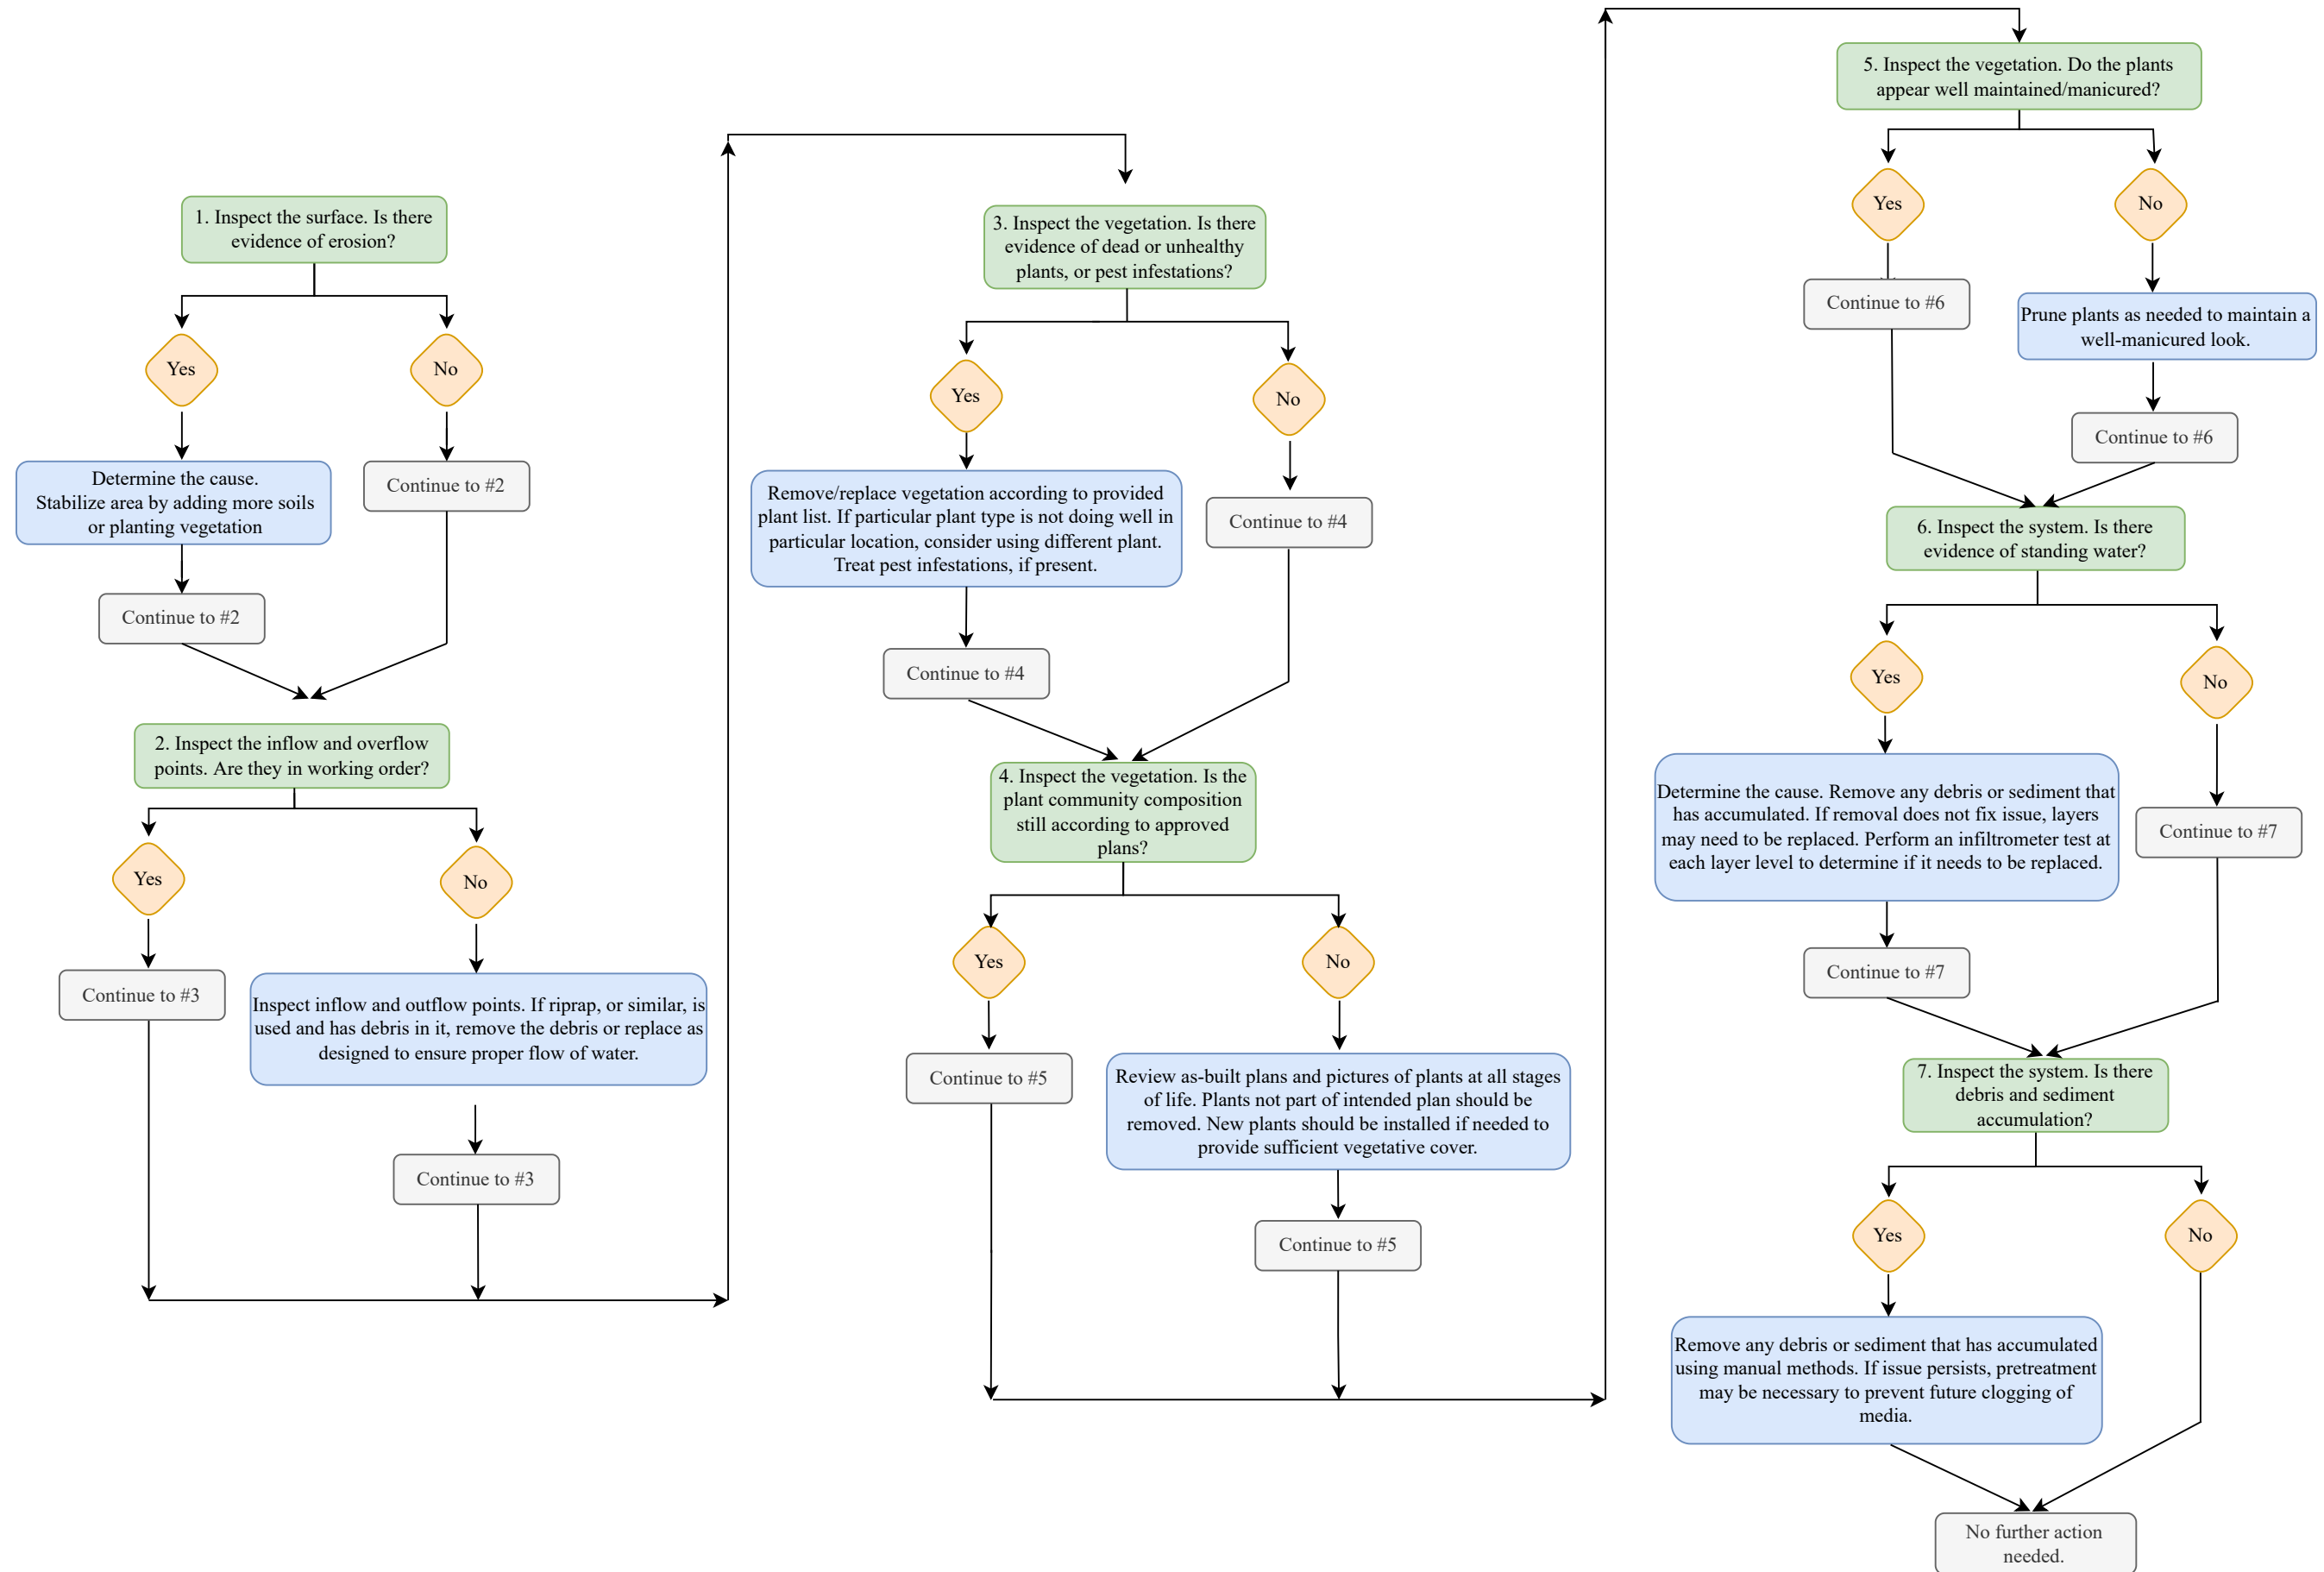 1. Inspect the surface. Is there
evidence of erosion?
Yes
No
Determine the cause.
Stabilize area by adding more soils
or planting vegetation
Continue to #2
Continue to #2
2. Inspect the inflow and overflow
points. Are they in working order?
Yes
No
Continue to #3
Inspect inflow and outflow points. If riprap, or similar, is
used and has debris in it, remove the debris or replace as
designed to ensure proper flow of water.
Continue to #3
3. Inspect the vegetation. Is there
evidence of dead or unhealthy
plants, or pest infestations?
Yes
No
Remove/replace vegetation according to provided
plant list. If particular plant type is not doing well in
particular location, consider using different plant.
Treat pest infestations, if present.
Continue to #4
Continue to #4
4. Inspect the vegetation. Is the
plant community composition
still according to approved
plans?
Yes
No
Continue to #5
Review as-built plans and pictures of plants at all stages
of life. Plants not part of intended plan should be
removed. New plants should be installed if needed to
provide sufficient vegetative cover.
Continue to #5
5. Inspect the vegetation. Do the plants
appear well maintained/manicured?
Yes
No
Continue to #6
Prune plants as needed to maintain a
well-manicured look.
Continue to #6
6. Inspect the system. Is there
evidence of standing water?
Yes
No
Determine the cause. Remove any debris or sediment that
has accumulated. If removal does not fix issue, layers
may need to be replaced. Perform an infiltrometer test at
each layer level to determine if it needs to be replaced.
Continue to #7
Continue to #7
7. Inspect the system. Is there
debris and sediment
accumulation?
Yes
No
Remove any debris or sediment that has accumulated
using manual methods. If issue persists, pretreatment
may be necessary to prevent future clogging of
media.
No further action
needed.